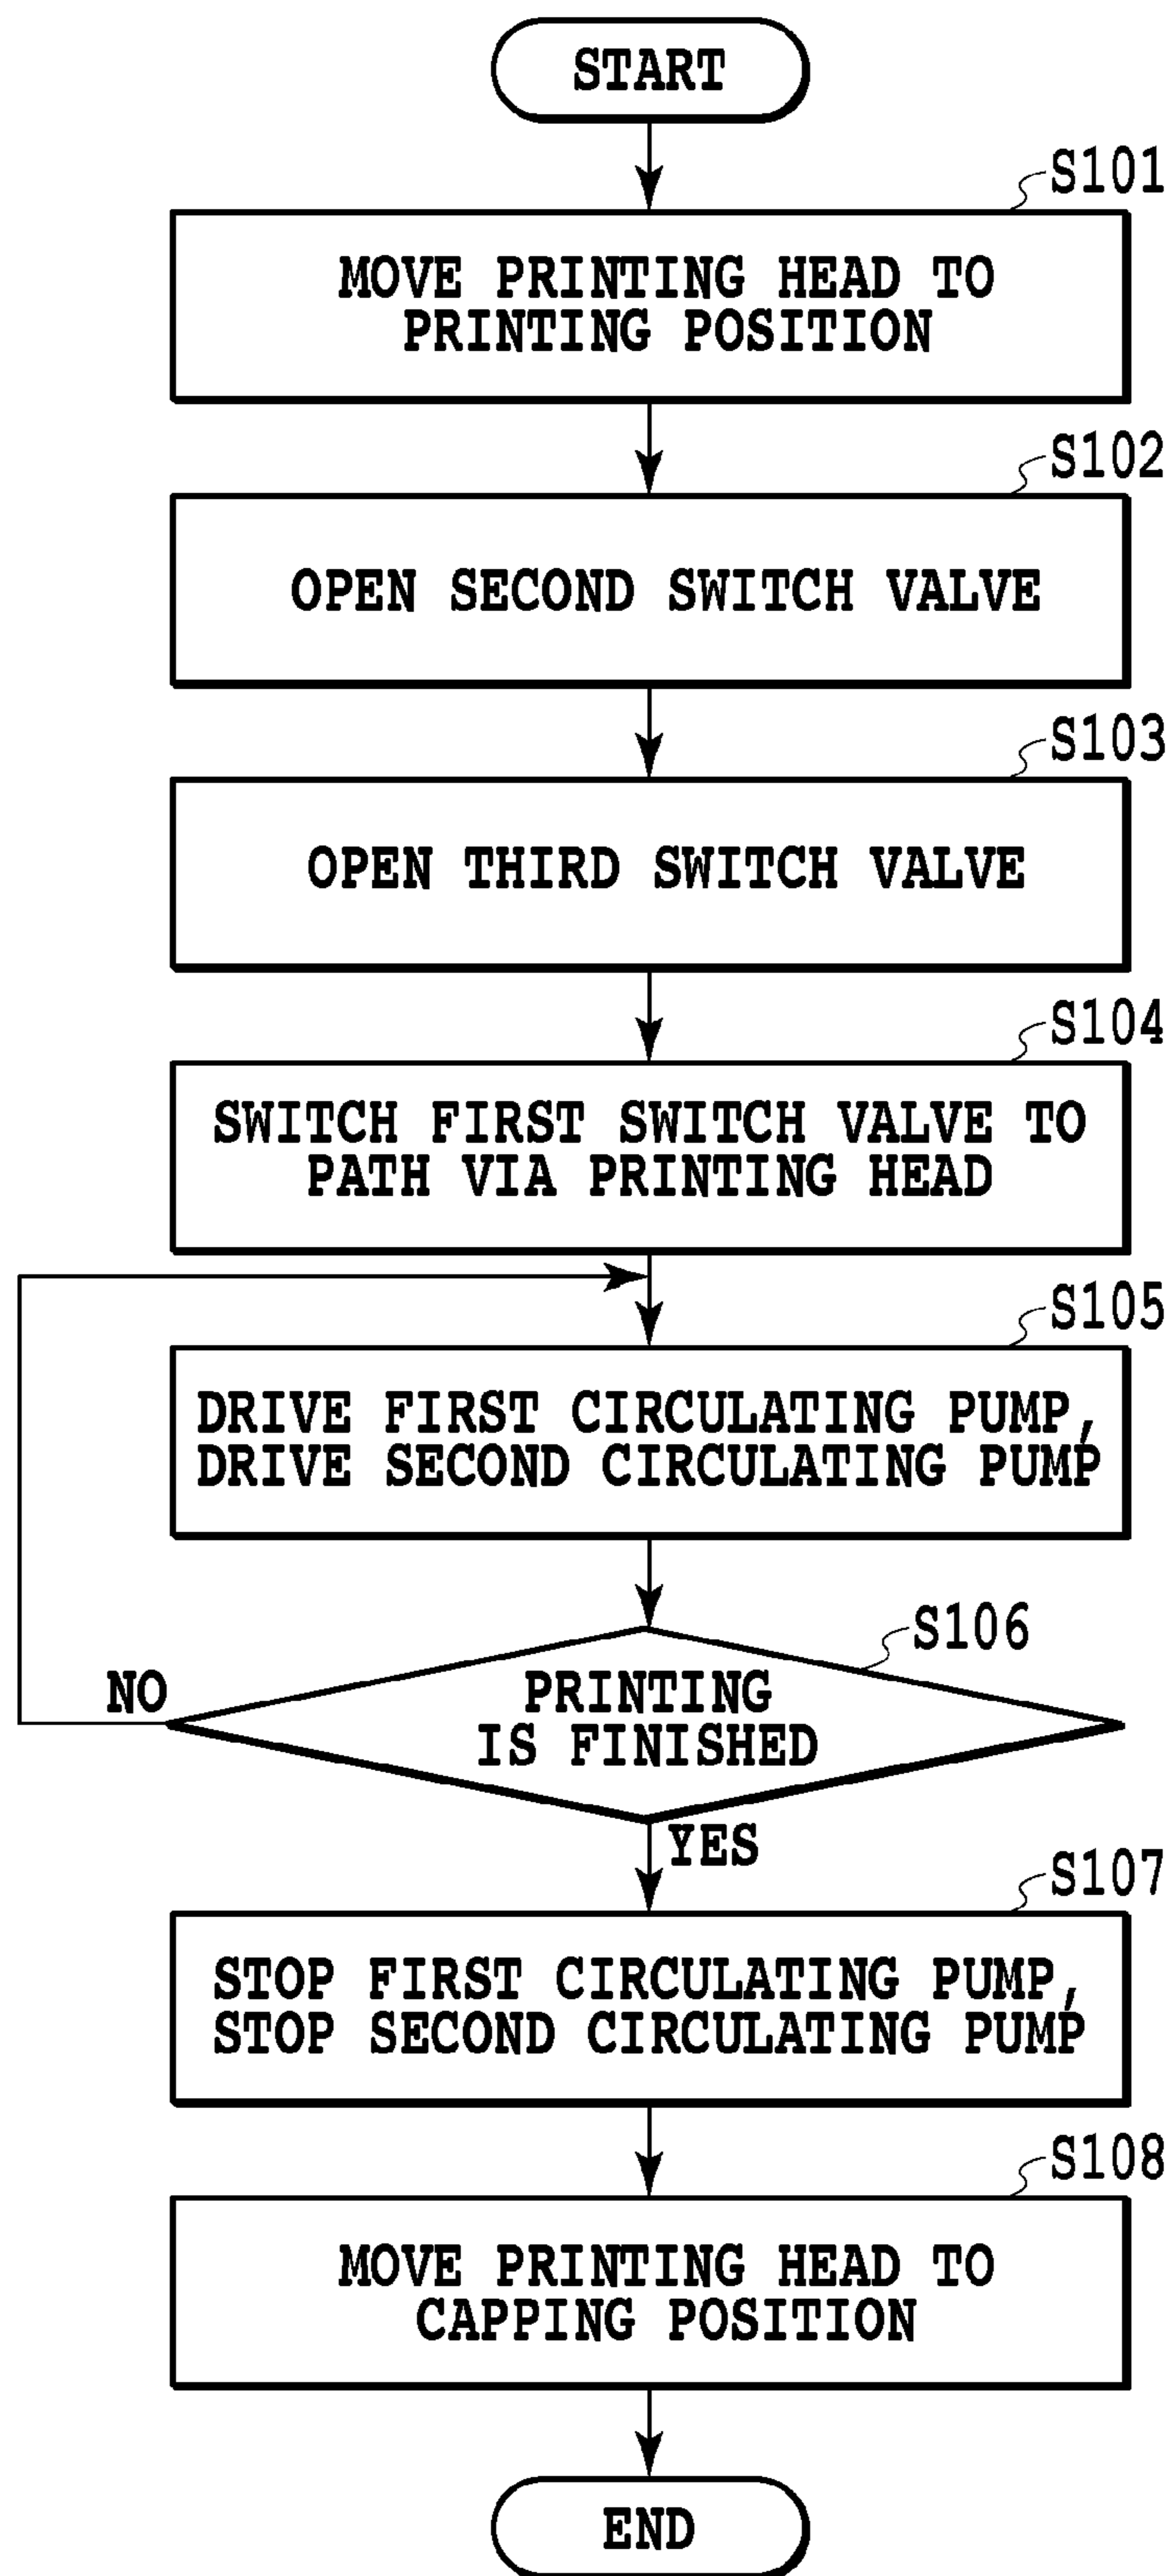 START
S101
MOVE PRINTING HEAD TO
PRINTING POSITION
S102
OPEN SECOND SWITCH VALVE
S103
OPEN THIRD SWITCH VALVE
S104
SWITCH FIRST SWITCH VALVE TO
PATH VIA PRINTING HEAD
S105
DRIVE FIRST CIRCULATING PUMP,
DRIVE SECOND CIRCULATING PUMP
S106
NO
PRINTING
IS FINISHED
YES
S107
STOP FIRST CIRCULATING PUMP,
STOP SECOND CIRCULATING PUMP
S108
MOVE PRINTING HEAD TO
CAPPING POSITION
END